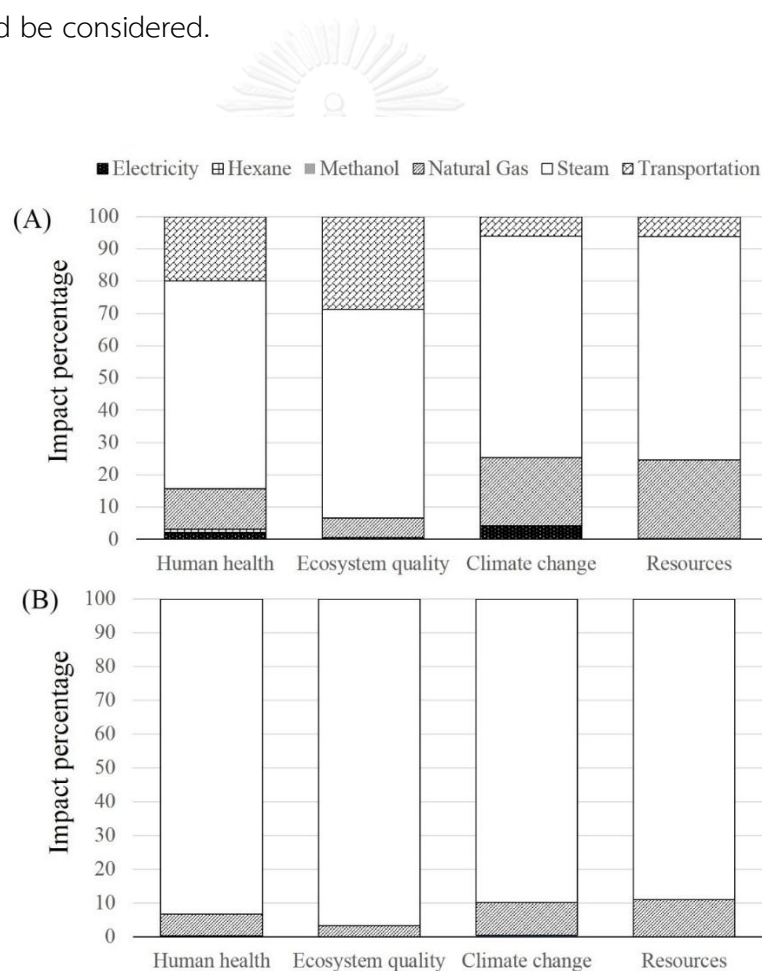 d be considered.
Electricity Hexane Methanol Natural Gas Steam Transportation
(A)
Impact percentage
100
90
80
70
60
50
40
30
20
10
0
Human health Ecosystem quality Climate change Resources
(B)
Impact percentage
100
90
80
70
60
50
40
30
20
10
0
Human health Ecosystem quality Climate change Resources